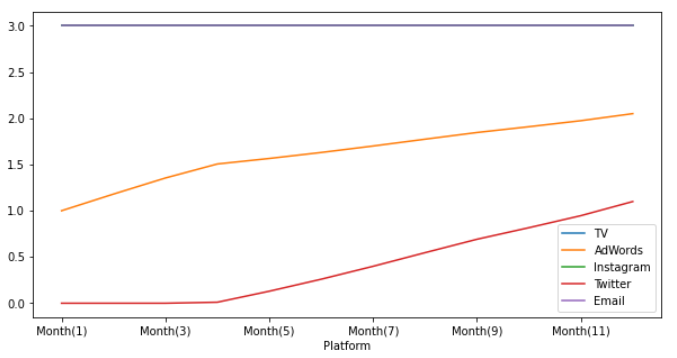 3.0
2.5
2.0
1.5
1.0
0.5
0.0
TV
AdWords
Instagram
Twitter
Email
Month(1) Month(3) Month(5) Month(7) Month(9) Month(11)
Platform